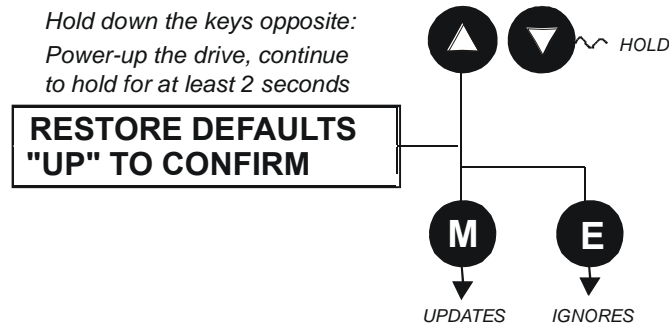 Hold down the keys opposite:
Power-up the drive, continue
to hold for at least 2 seconds
HOLD
RESTORE DEFAULTS
"UP" TO CONFIRM
M
E
UPDATES
IGNORES